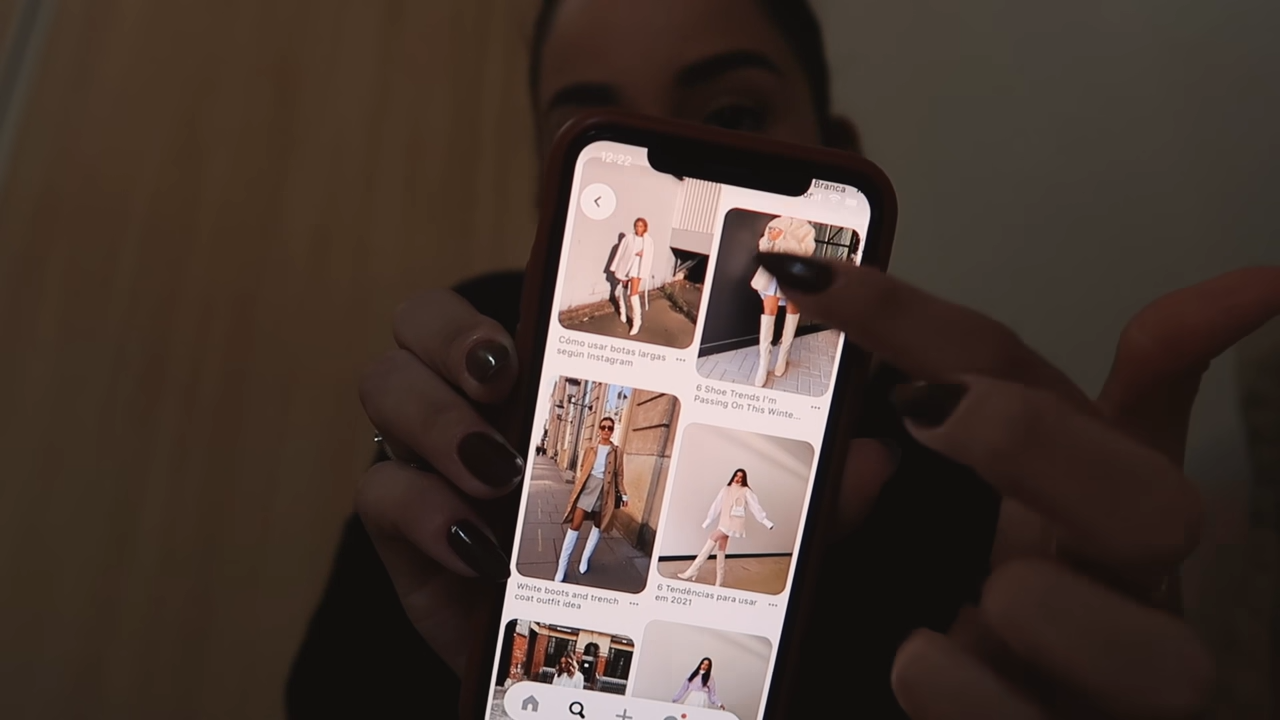 12:22
Branca
Cómo usar botas largas
según Instagram
6 Shoe Trends I'm
Passing On This Winte...
White boots and trench
coat outfit idea
6 Tendências para usar
em 2021